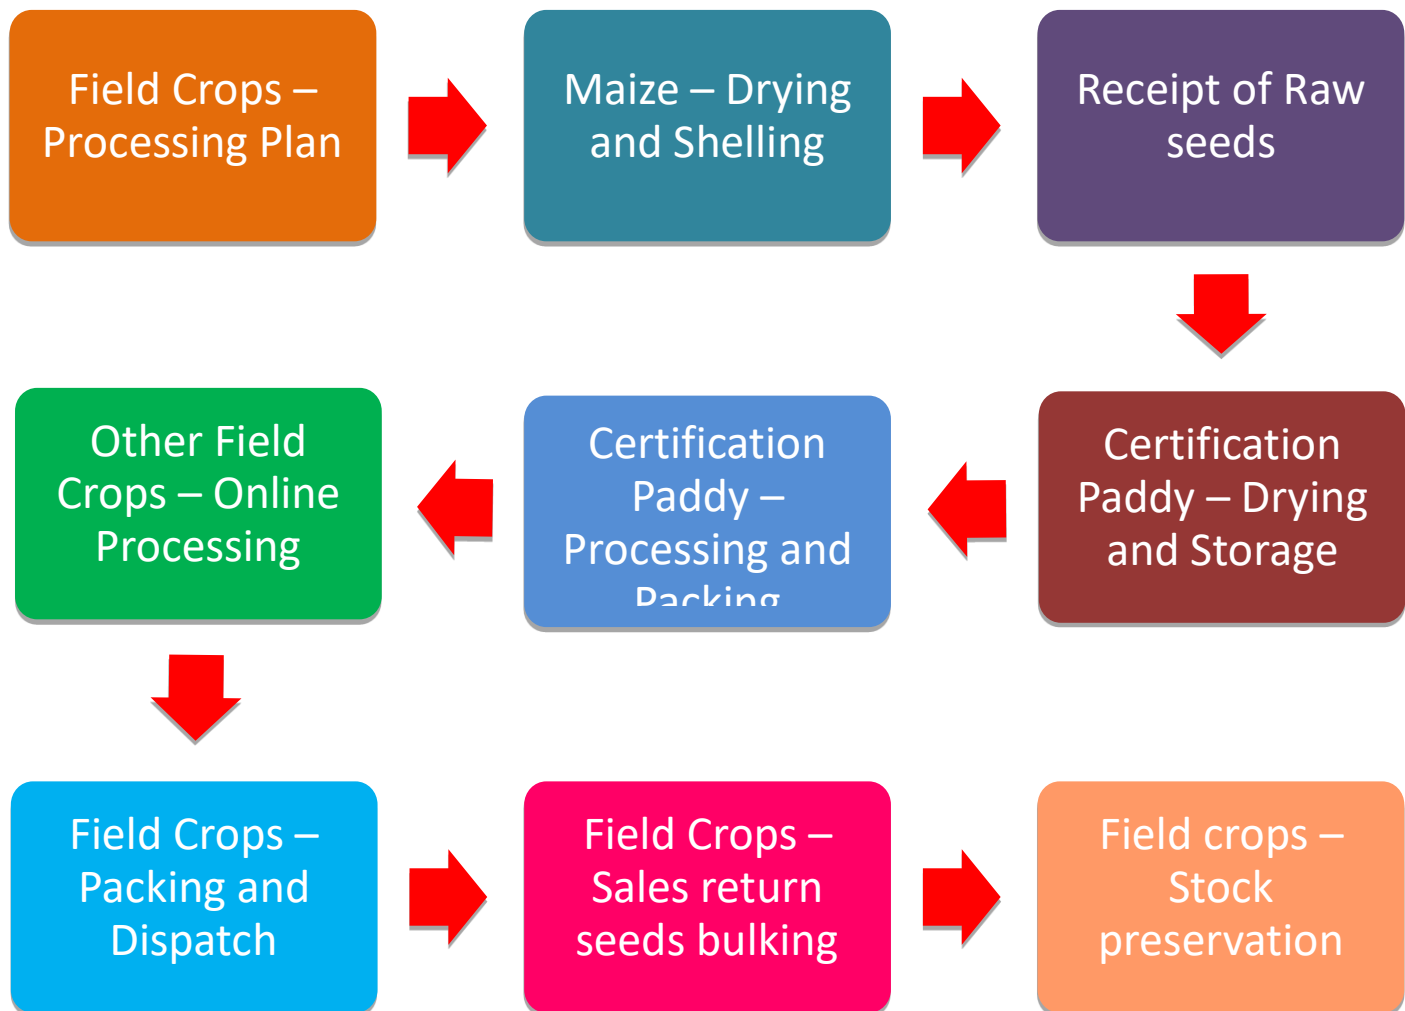 Field Crops –
Processing Plan
Maize – Drying
and Shelling
Receipt of Raw
seeds
Certification
Paddy – Drying
and Storage
Certification
Paddy –
Processing and
Packing
Other Field
Crops – Online
Processing
Field Crops –
Packing and
Dispatch
Field Crops –
Sales return
seeds bulking
Field crops –
Stock
preservation